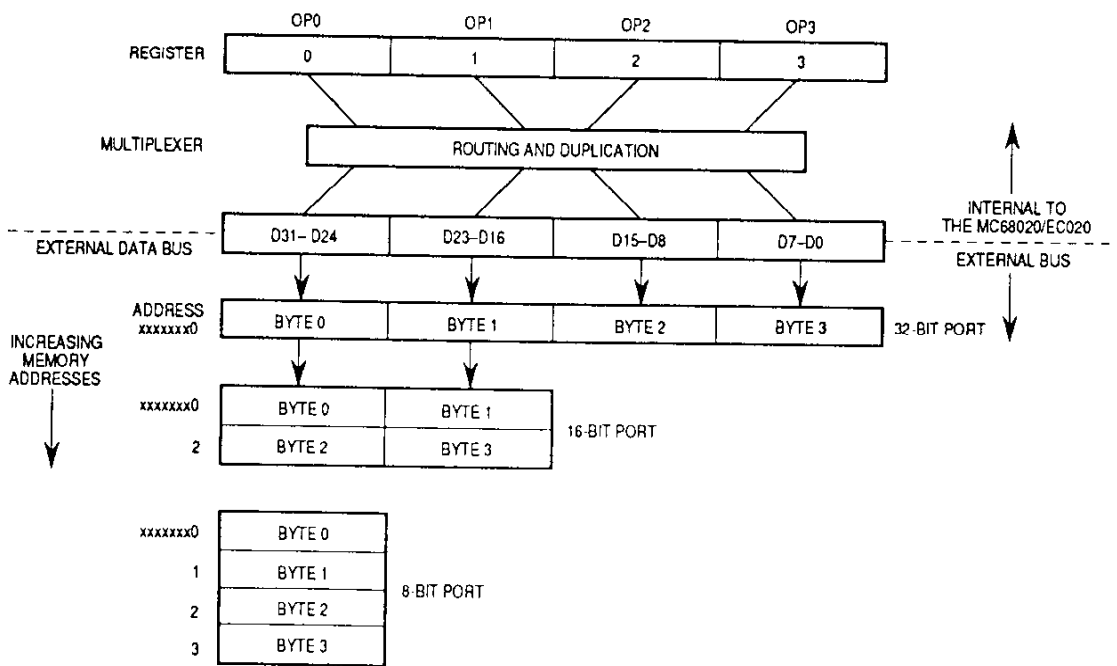 OP0 OP1 OP2 OP3
REGISTER 0 1 2 3
MULTIPLEXER ROUTING AND DUPLICATION
INTERNAL TO
THE MC68020/EC020
D31–D24 D23–D16 D15–D8 D7–D0
EXTERNAL DATA BUS
EXTERNAL BUS
ADDRESS
xxxxxxx0 BYTE 0 BYTE 1 BYTE 2 BYTE 3 32-BIT PORT
INCREASING
MEMORY
ADDRESSES
xxxxxxx0 BYTE 0 BYTE 1
16-BIT PORT
2 BYTE 2 BYTE 3
xxxxxxx0 BYTE 0
1 BYTE 1
8-BIT PORT
2 BYTE 2
3 BYTE 3